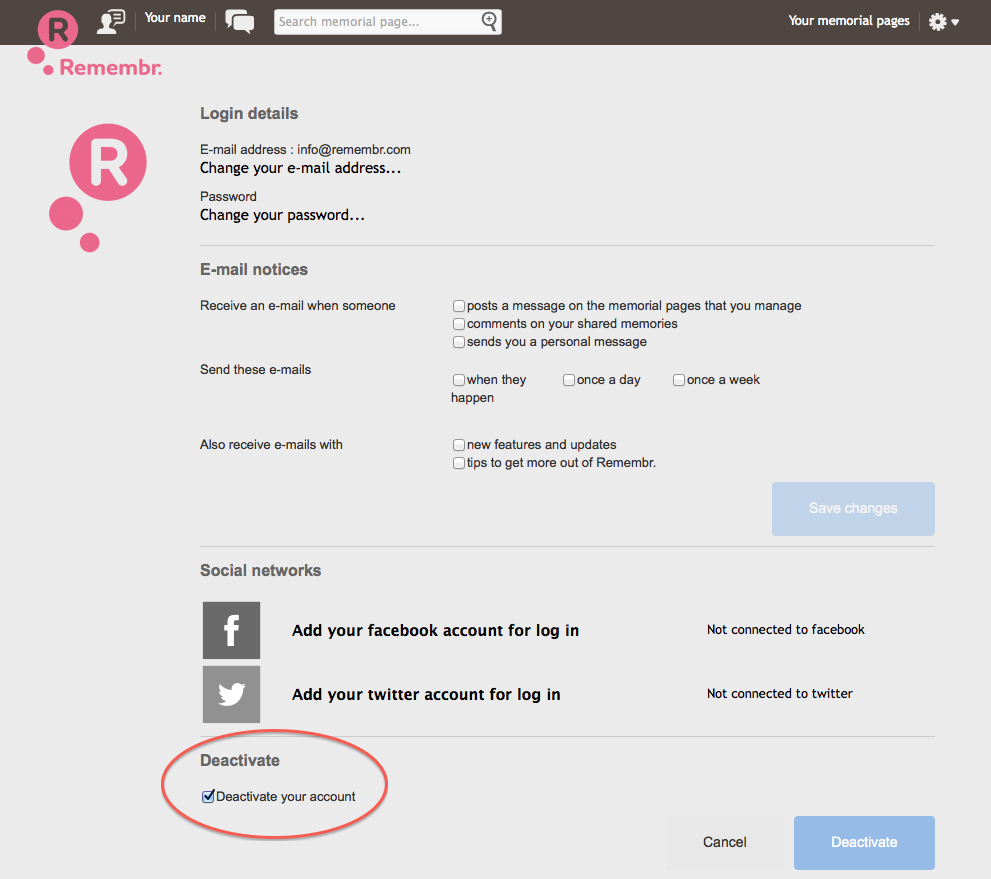 R
Your name
Search memorial page...
Your memorial pages
Remembr.
R
Login details
E-mail address : info@remembr.com
Change your e-mail address...
Password
Change your password...
E-mail notices
Receive an e-mail when someone
posts a message on the memorial pages that you manage
comments on your shared memories
sends you a personal message
Send these e-mails
when they happen
once a day
once a week
Also receive e-mails with
new features and updates
tips to get more out of Remembr.
Save changes
Social networks
f
Add your facebook account for log in
Not connected to facebook
Add your twitter account for log in
Not connected to twitter
Deactivate
Deactivate your account
Cancel
Deactivate